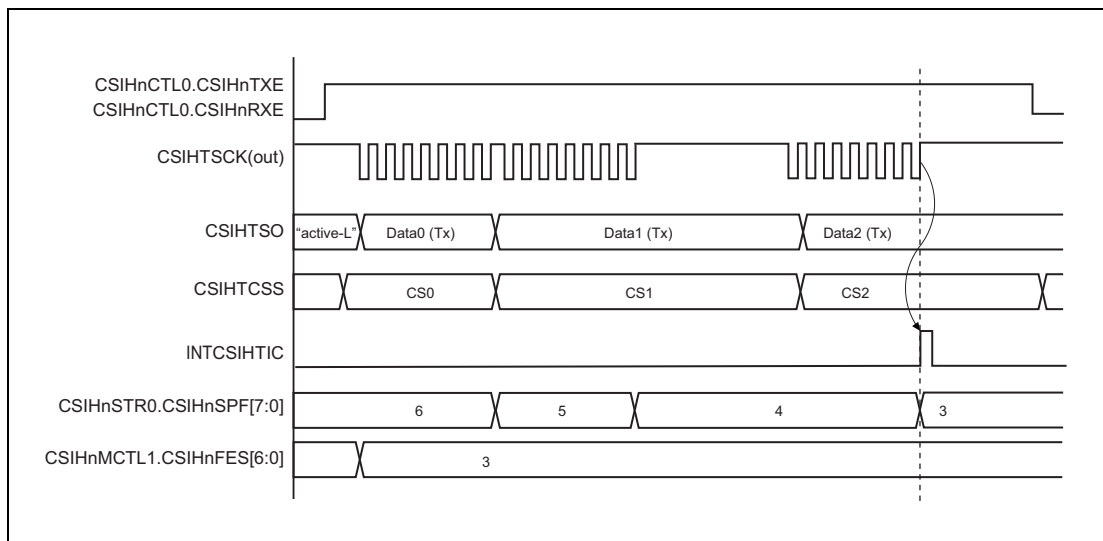 CSIHnCTL0.CSIHnTXE
CSIHnCTL0.CSIHnRXE
CSIHTSCK(out)
CSIHTSO
"active-L" Data0 (Tx) Data1 (Tx) Data2 (Tx)
CSIHTCSS
CS0 CS1 CS2
INTCSIHTIC
CSIHnSTR0.CSIHnSPF[7:0]
6 5 4 3
CSIHnMCTL1.CSIHnFES[6:0]
3